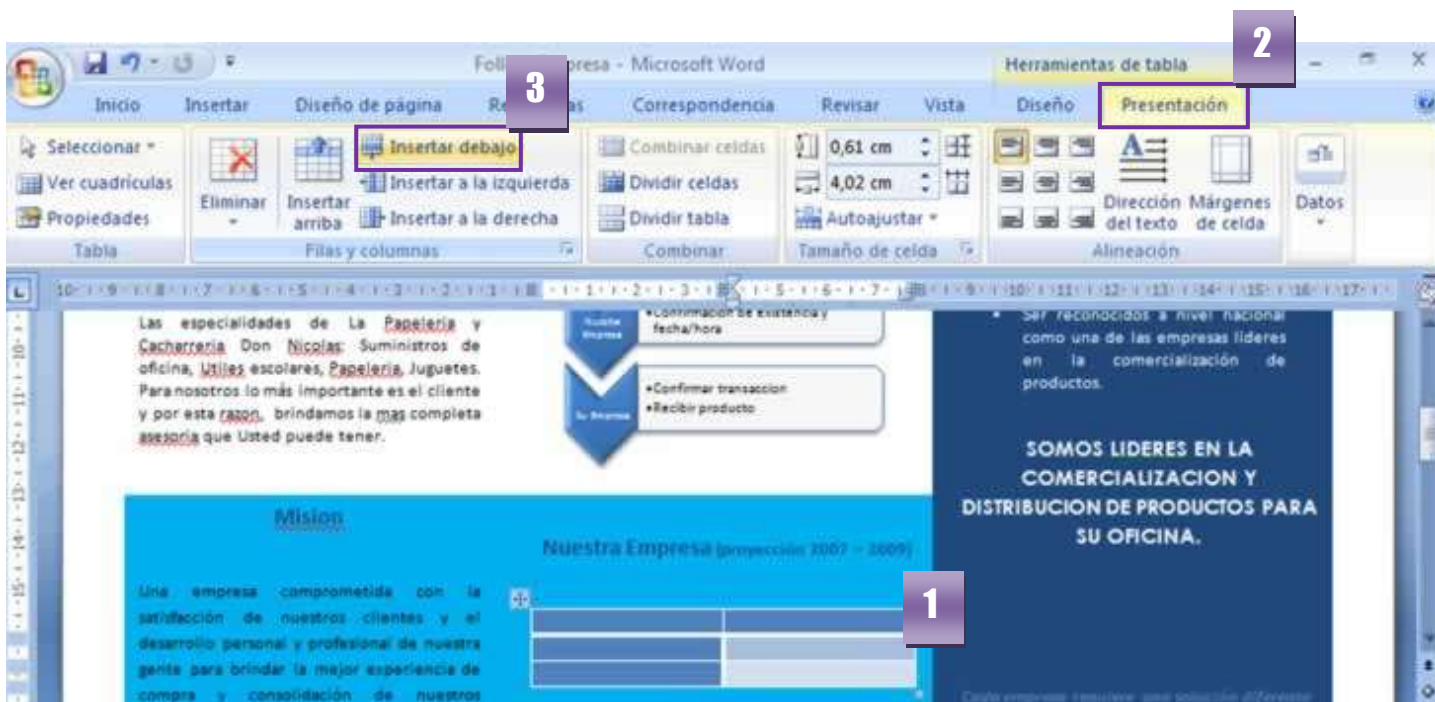 2
Herramientas de tabla
Microsoft Word
3
Inicio Insertar Diseño de página Correspondencia Revisar Vista Diseño Presentación
Seleccionar
Ver cuadrículas
Propiedades
Tabla
Eliminar
Insertar arriba
Insertar debajo
Insertar a la izquierda
Insertar a la derecha
Filas y columnas
Combinar celdas
Dividir celdas
Dividir tabla
Combinar
0,61 cm
4,02 cm
Autoajustar
Tamaño de celda
Dirección del texto
Márgenes de celda
Alineación
Datos
Las especialidades de La Papeleria y
Cacharreria Don Nicolas: Suministros de
oficina, Utiles escolares, Papeleria, Juguetes.
Para nosotros lo más importante es el cliente
y por esta razon, brindamos la mas completa
asesoria que Usted puede tener.
•Confirmacion de existencia y
fecha/hora
•Confirmar transaccion
•Recibir producto
Su Empresa
• Ser reconocidos a nivel nacional
como una de las empresas lideres
en la comercialización de
productos.
SOMOS LIDERES EN LA
COMERCIALIZACION Y
DISTRIBUCION DE PRODUCTOS PARA
SU OFICINA.
Mision
Una empresa comprometida con la
satisfacción de nuestros clientes y el
desarrollo personal y profesional de nuestra
gente para brindar la mejor experiencia de
compra y consolidación de nuestros
Nuestra Empresa (proyección 2007 – 2009)
1